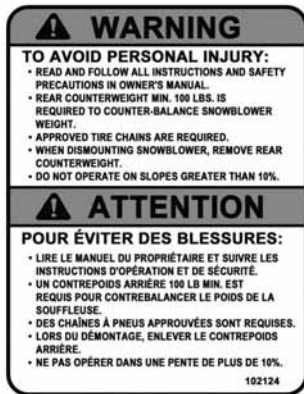 WARNING
TO AVOID PERSONAL INJURY:
• READ AND FOLLOW ALL INSTRUCTIONS AND SAFETY
PRECAUTIONS IN OWNER'S MANUAL.
• REAR COUNTERWEIGHT MIN. 100 LBS. IS
REQUIRED TO COUNTER-BALANCE SNOWBLOWER
WEIGHT.
• APPROVED TIRE CHAINS ARE REQUIRED.
• WHEN DISMOUNTING SNOWBLOWER, REMOVE REAR
COUNTERWEIGHT.
• DO NOT OPERATE ON SLOPES GREATER THAN 10%.
ATTENTION
POUR ÉVITER DES BLESSURES:
• LIRE LE MANUEL DU PROPRIÉTAIRE ET SUIVRE LES
INSTRUCTIONS D'OPÉRATION ET DE SÉCURITÉ.
• UN CONTREPOIDS ARRIÈRE 100 LB MIN. EST
REQUIS POUR CONTREBALANCER LE POIDS DE LA
SOUFFLEUSE.
• DES CHAÎNES À PNEUS APPROUVÉES SONT REQUISES.
• LORS DU DÉMONTAGE, ENLEVER LE CONTREPOIDS
ARRIÈRE.
• NE PAS OPÉRER DANS UNE PENTE DE PLUS DE 10%.
102124